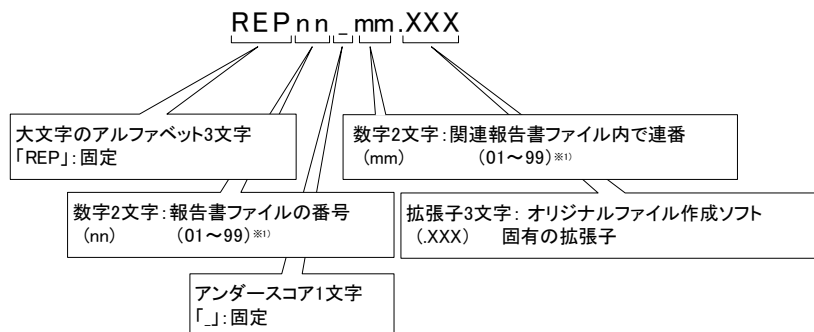 REPnn_mm.XXX
大文字のアルファベット3文字
「REP」:固定
数字2文字:関連報告書ファイル内で連番
(mm) (01~99)※1)
数字2文字:報告書ファイルの番号
(nn) (01~99)※1)
拡張子3文字: オリジナルファイル作成ソフト
(.XXX) 固有の拡張子
アンダースコア1文字
「_」:固定